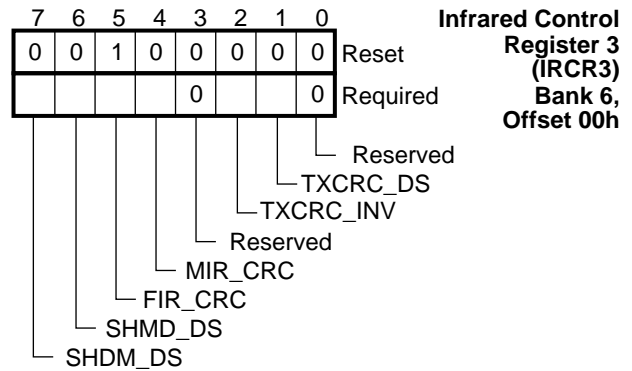 7 6 5 4 3 2 1 0
Infrared Control
Register 3
(IRCR3)
Bank 6,
Offset 00h
0 0 1 0 0 0 0 0 Reset
0 0 Required
Reserved
TXCRC_DS
TXCRC_INV
Reserved
MIR_CRC
FIR_CRC
SHMD_DS
SHDM_DS